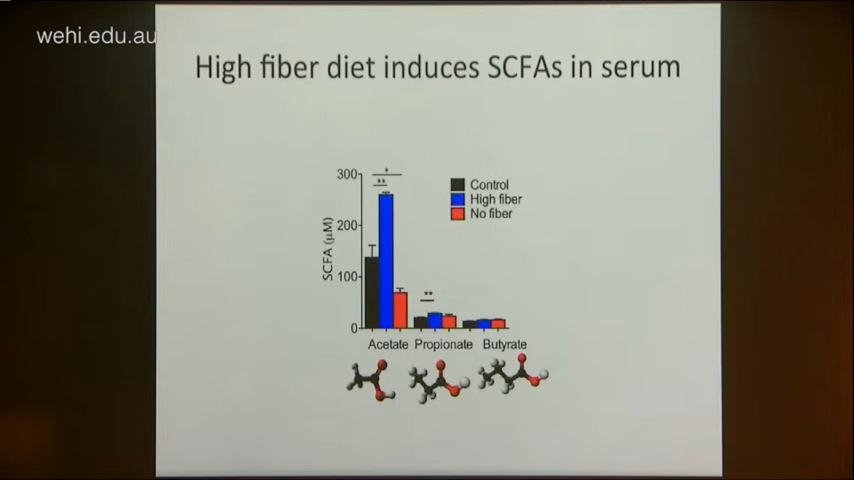 wehi.edu.au
High fiber diet induces SCFAs in serum
300
200
100
0
SCFA (µM)
*
**
**
Control
High fiber
No fiber
Acetate Propionate Butyrate